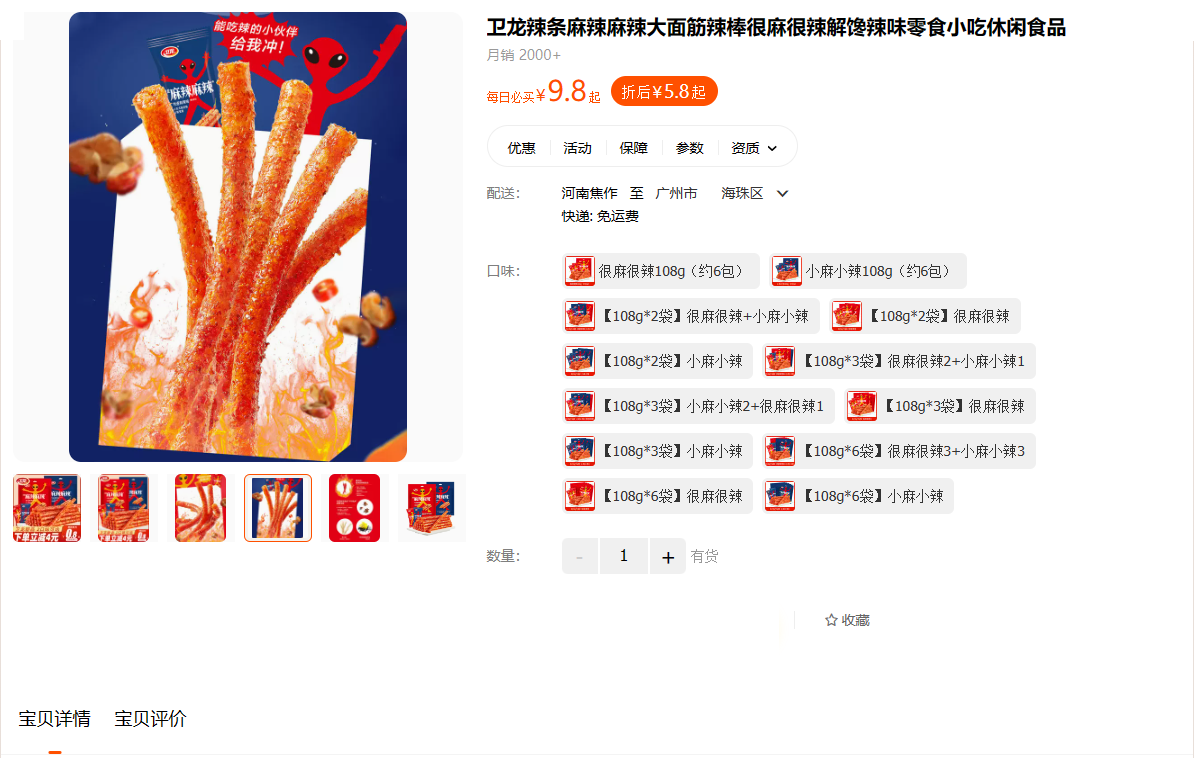 能吃辣的小伙伴
给我冲!
卫龙
麻辣麻辣
下单立减4元
下单立减4元
卫龙辣条麻辣麻辣大面筋辣棒很麻很辣解馋辣味零食小吃休闲食品
月销 2000+
每日必买¥9.8起 折后¥5.8起
优惠 活动 保障 参数 资质
配送: 河南焦作 至 广州市 海珠区
快递: 免运费
口味: 很麻很辣108g（约6包） 小麻小辣108g（约6包）
【108g*2袋】很麻很辣+小麻小辣 【108g*2袋】很麻很辣
【108g*2袋】小麻小辣 【108g*3袋】很麻很辣2+小麻小辣1
【108g*3袋】小麻小辣2+很麻很辣1 【108g*3袋】很麻很辣
【108g*3袋】小麻小辣 【108g*6袋】很麻很辣3+小麻小辣3
【108g*6袋】很麻很辣 【108g*6袋】小麻小辣
数量: - 1 + 有货
收藏
宝贝详情 宝贝评价